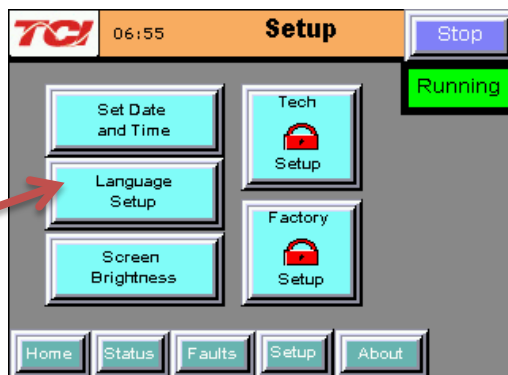 TCI 06:55 Setup Stop
Running
Set Date
and Time
Tech
Setup
Language
Setup
Factory
Setup
Screen
Brightness
Home Status Faults Setup About